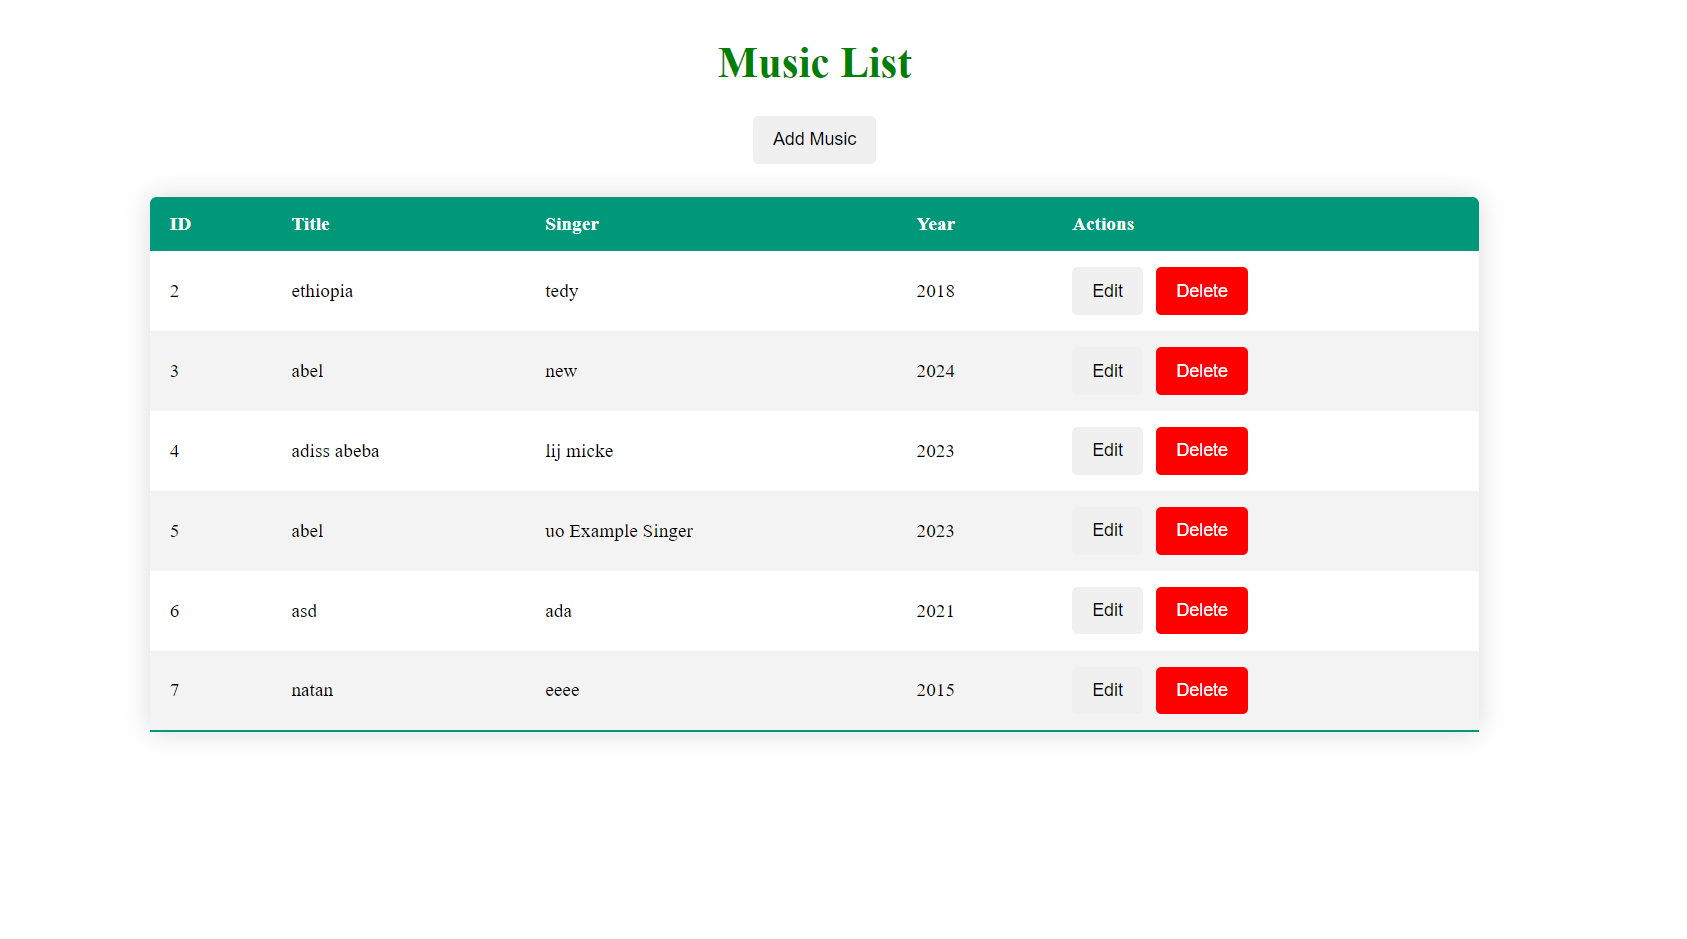 Music List
Add Music
ID Title Singer Year Actions
2 ethiopia tedy 2018 Edit Delete
3 abel new 2024 Edit Delete
4 adiss abeba lij micke 2023 Edit Delete
5 abel uo Example Singer 2023 Edit Delete
6 asd ada 2021 Edit Delete
7 natan eeee 2015 Edit Delete